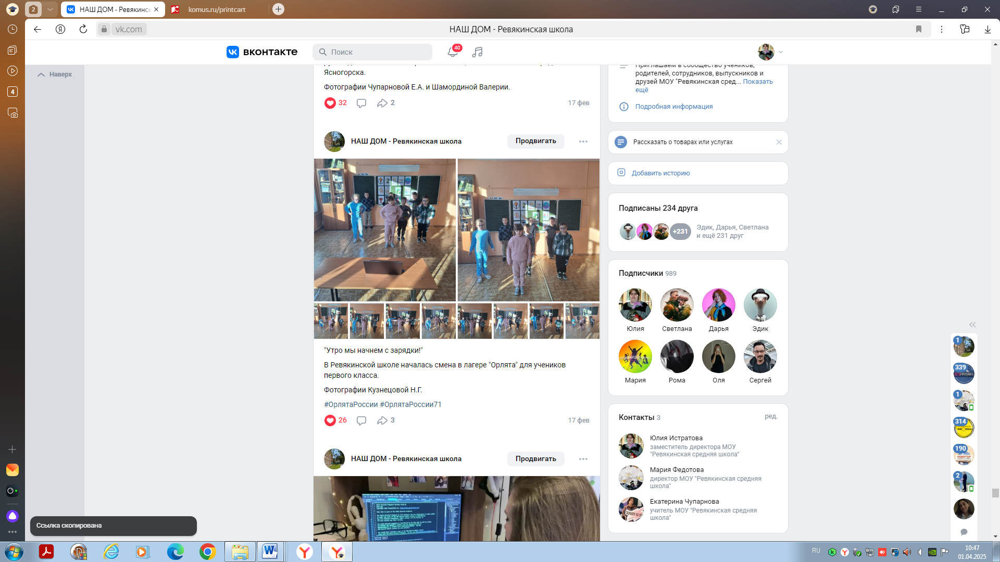 2
НАШ ДОМ - Ревякинск
komus.ru/printcart
vk.com
НАШ ДОМ - Ревякинская школа
4
вконтакте
Поиск
40
Наверх
Ясногорска.
Фотографии Чупарновой Е.А. и Шамординой Валерии.
32
2
17 фев
НАШ ДОМ - Ревякинская школа
Продвигать
"Утро мы начнем с зарядки!"
В Ревякинской школе началась смена в лагере "Орлята" для учеников
первого класса.
Фотографии Кузнецовой Н.Г.
#ОрлятаРоссии #ОрлятаРоссии71
26
3
17 фев
НАШ ДОМ - Ревякинская школа
Продвигать
Приглашаем в сообщество учеников,
родителей, сотрудников, выпускников и
друзей МОУ "Ревякинская сред... Показать
ещё
Подробная информация
Рассказать о товарах или услугах
Добавить историю
Подписаны 234 друга
+231
Эдик, Дарья, Светлана
и ещё 231 друг
Подписчики 989
Юлия
Светлана
Дарья
Эдик
Мария
Рома
Оля
Сергей
Контакты 3
ред.
Юлия Истратова
заместитель директора МОУ
"Ревякинская средняя школа"
Мария Федотова
директор МОУ "Ревякинская средняя
школа"
Екатерина Чупарнова
учитель МОУ "Ревякинская средняя
школа"
1
339
1
314
190
2
Ссылка скопирована
RU
10:47
01.04.2025